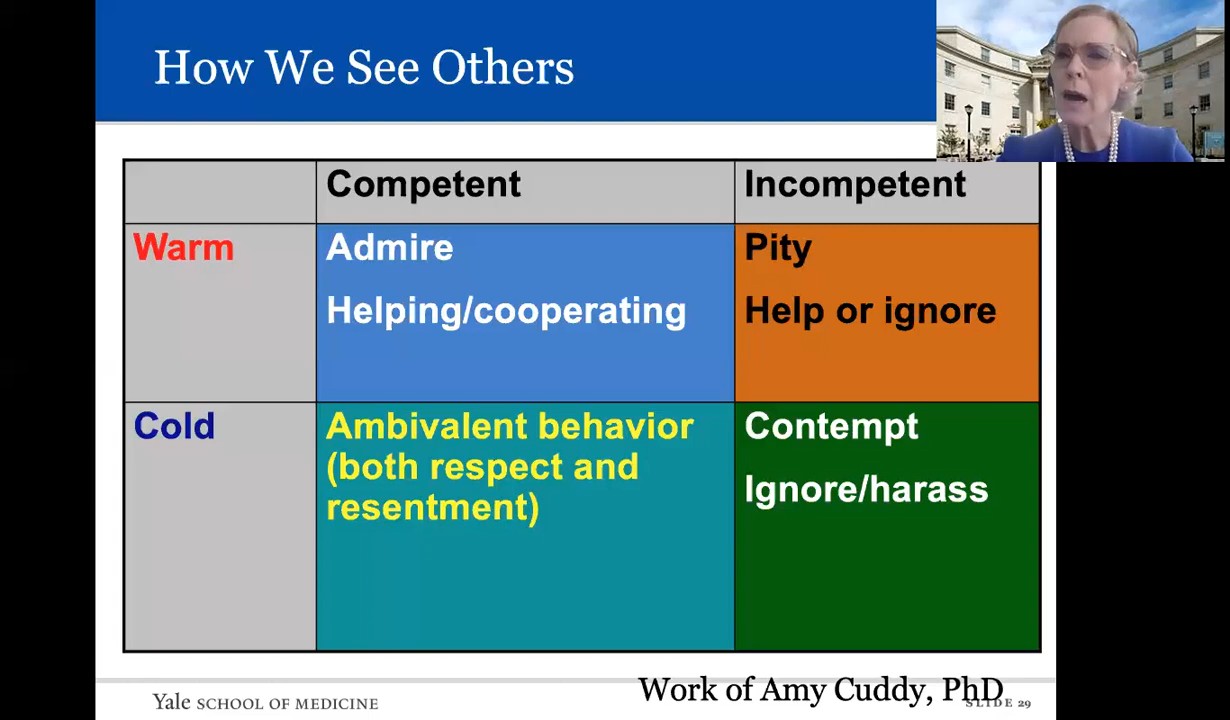 How We See Others
Competent
Incompetent
Warm
Admire
Pity
Helping/cooperating
Help or ignore
Cold
Ambivalent behavior
(both respect and
resentment)
Contempt
Ignore/harass
Work of Amy Cuddy, PhD
Yale SCHOOL OF MEDICINE
SLIDE 29